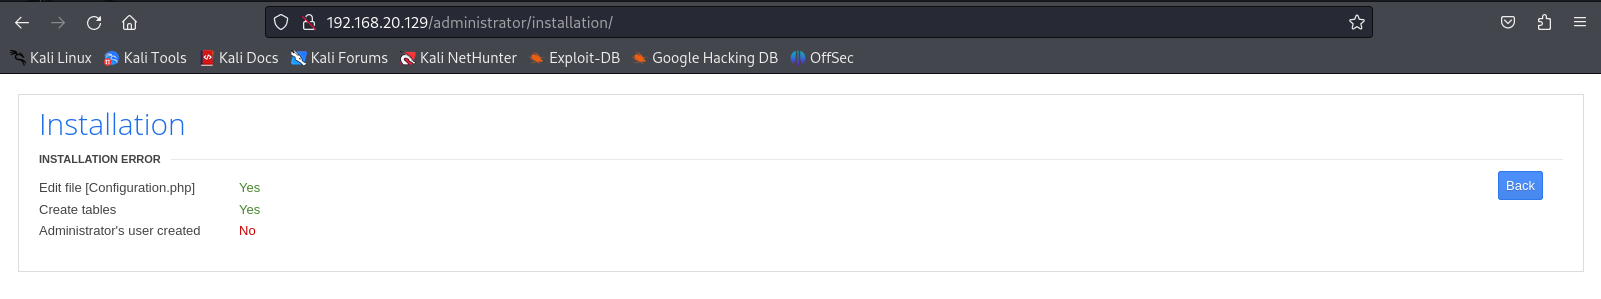 192.168.20.129/administrator/installation/
Kali Linux Kali Tools Kali Docs Kali Forums Kali NetHunter Exploit-DB Google Hacking DB OffSec
Installation
INSTALLATION ERROR
Edit file [Configuration.php] Yes
Back
Create tables Yes
Administrator's user created No